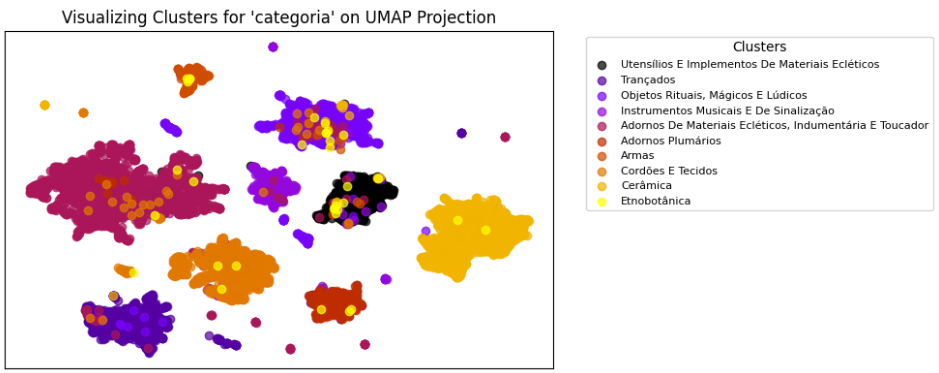 Visualizing Clusters for 'categoria' on UMAP Projection
Clusters
Utensílios E Implementos De Materiais Ecléticos
Trançados
Objetos Rituais, Mágicos E Lúdicos
Instrumentos Musicais E De Sinalização
Adornos De Materiais Ecléticos, Indumentária E Toucador
Adornos Plumários
Armas
Cordões E Tecidos
Cerâmica
Etnobotânica